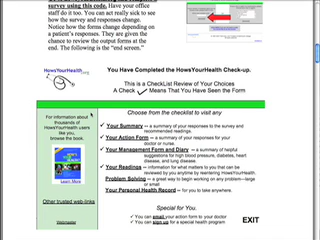 survey using this code. Have your office
staff do it too. You can act really sick to see
how the survey and responses change.
Notice how the forms change depending on
a patient's responses. They are given the
chance to review the output forms at the
end. The following is the "end screen."
HowsYourHealth.org
You Have Completed the HowsYourHealth Check-up.
This is a CheckList Review of Your Choices
A Check ✓ Means That You Have Seen the Form
For information about
thousands of
HowsYourHealth users
like you,
browse the book.
Learn More
Other trusted web-links
Webmaster
Choose from the checklist to visit any
✓ Your Summary — a summary of your responses to the survey and
recommended readings.
✓ Your Action Form — a summary of your responses for your
doctor or nurse.
✓ Your Management Form and Diary — a summary of helpful
suggestions for high blood pressure, diabetes, heart
disease, and lung diseases
✓ Your Readings — information for what matters to you that can be
reviewed by you anytime by reentering HowsYourHealth
Problem Solving — a great way to begin working on any problem—large
or small
Your Personal Health Record — for you to take anywhere.
Special for You.
✓ You can email your action form to your doctor
✓ You can sign up for a special health program
EXIT